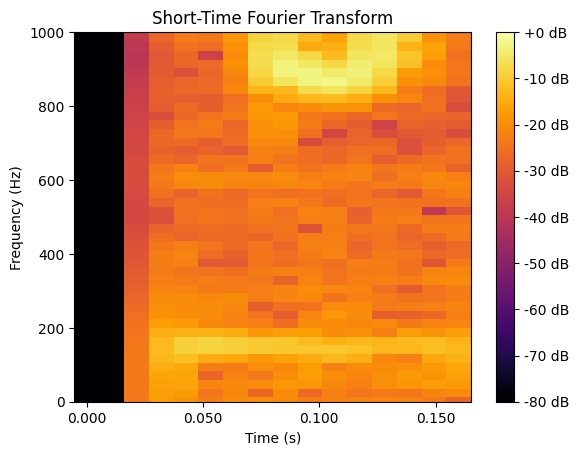 Short-Time Fourier Transform
1000
800
600
400
200
0
Frequency (Hz)
0.000
0.050
0.100
0.150
Time (s)
+0 dB
-10 dB
-20 dB
-30 dB
-40 dB
-50 dB
-60 dB
-70 dB
-80 dB